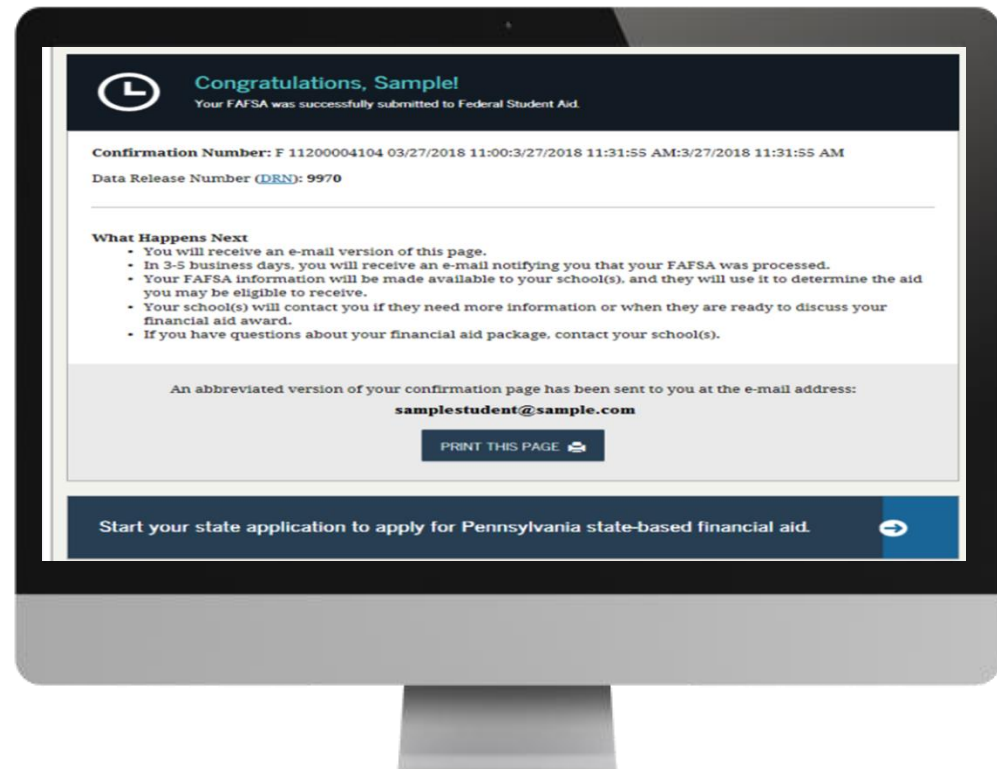 Congratulations, Sample!
Your FAFSA was successfully submitted to Federal Student Aid.
Confirmation Number: F 11200004104 03/27/2018 11:00:3/27/2018 11:31:55 AM:3/27/2018 11:31:55 AM
Data Release Number (DRN): 9970
What Happens Next
• You will receive an e-mail version of this page.
• In 3-5 business days, you will receive an e-mail notifying you that your FAFSA was processed.
• Your FAFSA information will be made available to your school(s), and they will use it to determine the aid
you may be eligible to receive.
• Your school(s) will contact you if they need more information or when they are ready to discuss your
financial aid award.
• If you have questions about your financial aid package, contact your school(s).
An abbreviated version of your confirmation page has been sent to you at the e-mail address:
samplestudent@sample.com
PRINT THIS PAGE
Start your state application to apply for Pennsylvania state-based financial aid.